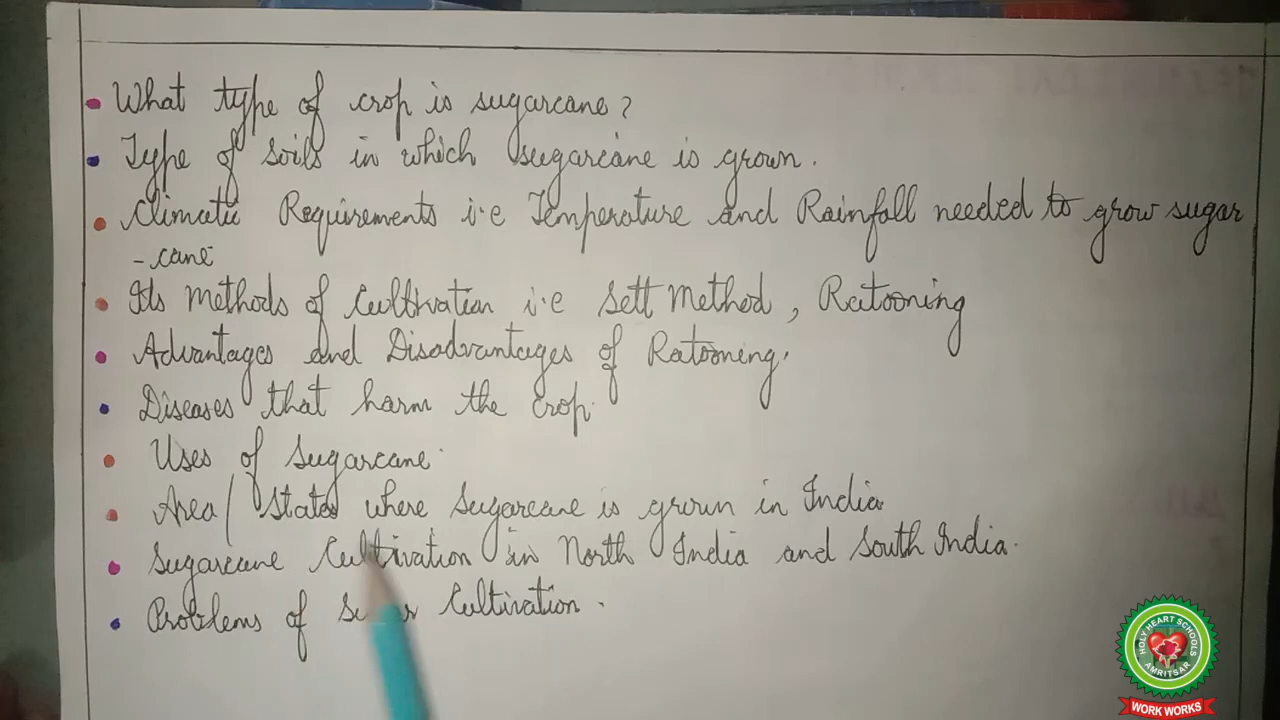 What type of crop is sugarcane?
Type of soils in which sugarcane is grown.
Climatic Requirements i.e Temperature and Rainfall needed to grow sugar
- cane
Its Methods of Cultivation i.e Sett Method, Ratooning
Advantages and Disadvantages of Ratooning.
Diseases that harm the crop.
Uses of Sugarcane.
Area/ States where Sugarcane is grown in India
Sugarcane Cultivation in North India and South India.
Problems of Cultivation.
HOLY HEART SCHOOLS
AMRITSAR
WORK WORKS